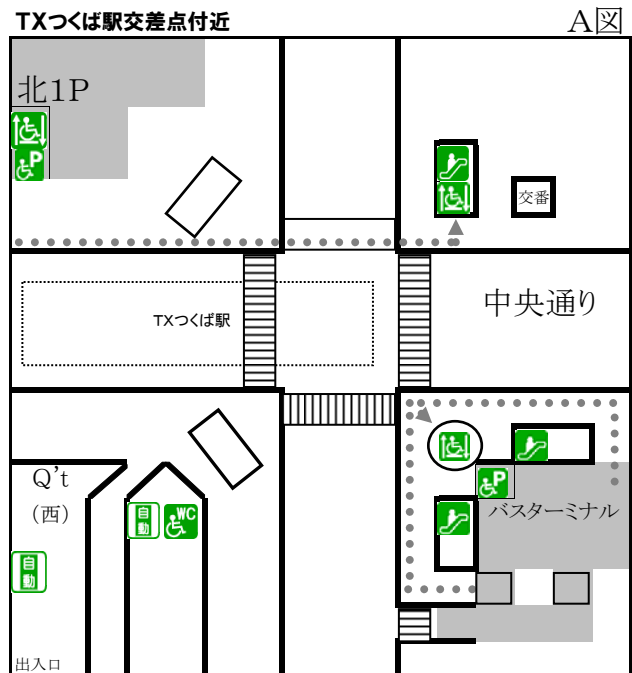 TXつくば駅交差点付近
A図
北1P
P
交番
中央通り
TXつくば駅
Q't
(西)
自動
WC
P
バスターミナル
自動
出入口